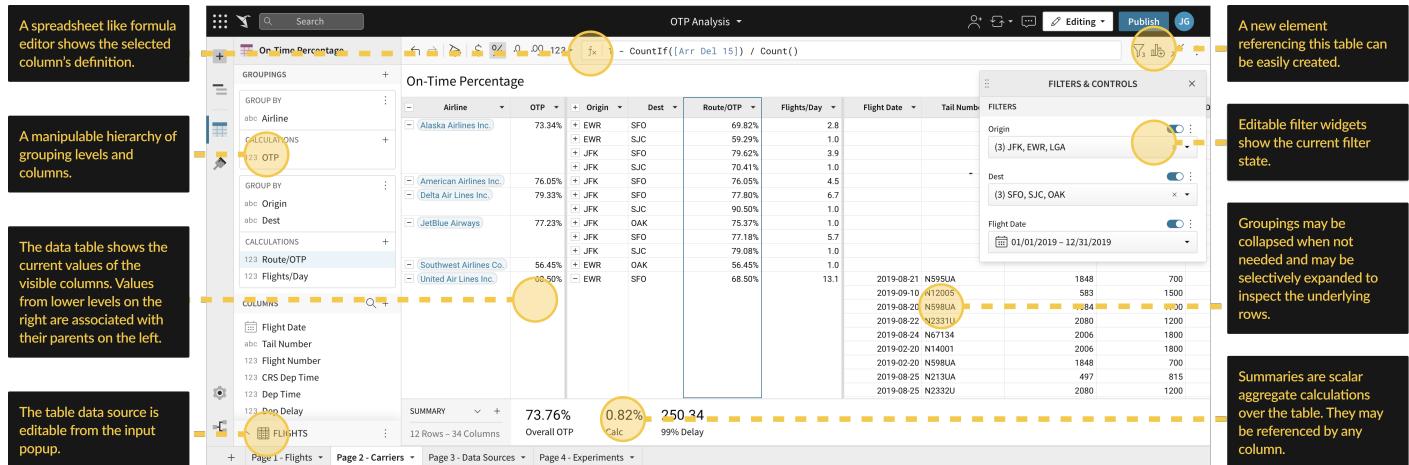 A spreadsheet like formula
editor shows the selected
column's definition.
A manipulable hierarchy of
grouping levels and
columns.
The data table shows the
current values of the
visible columns. Values
from lower levels on the
right are associated with
their parents on the left.
The table data source is
editable from the input
popup.
Search
OTP Analysis
Editing
Publish
JG
On-Time Percentage
$ % .0 .00 123
fx 1 - CountIf([Arr Del 15]) / Count()
GROUPINGS
GROUP BY
abc Airline
CALCULATIONS
123 OTP
GROUP BY
abc Origin
abc Dest
CALCULATIONS
123 Route/OTP
123 Flights/Day
COLUMNS
Flight Date
abc Tail Number
123 Flight Number
123 CRS Dep Time
123 Dep Time
123 Dep Delay
FLIGHTS
On-Time Percentage
Airline OTP Origin Dest Route/OTP Flights/Day Flight Date Tail Numbe
Alaska Airlines Inc. 73.34% EWR SFO 69.82% 2.8
EWR SJC 59.29% 1.0
JFK SFO 79.62% 3.9
JFK SJC 70.41% 1.0
American Airlines Inc. 76.05% JFK SFO 76.05% 4.5
Delta Air Lines Inc. 79.33% JFK SFO 77.80% 6.7
JFK SJC 90.50% 1.0
JetBlue Airways 77.23% JFK OAK 75.37% 1.0
JFK SFO 77.18% 5.7
JFK SJC 79.08% 1.0
Southwest Airlines Co. 56.45% EWR OAK 56.45% 1.0
United Air Lines Inc. 68.50% EWR SFO 68.50% 13.1 2019-08-21 N595UA 1848 700
2019-09-10 N12005 583 1500
2019-08-20 N598UA
2019-08-22 N2331U 2080 1200
2019-08-24 N67134 2006 1800
2019-02-20 N14001 2006 1800
2019-02-20 N598UA 1848 700
2019-08-25 N213UA 497 815
2019-08-25 N2332U 2080 1200
FILTERS & CONTROLS
FILTERS
Origin
(3) JFK, EWR, LGA
Dest
(3) SFO, SJC, OAK
Flight Date
01/01/2019 – 12/31/2019
SUMMARY
12 Rows – 34 Columns
73.76% 0.82% 250.34
Overall OTP Calc 99% Delay
Page 1 - Flights Page 2 - Carriers Page 3 - Data Sources Page 4 - Experiments
A new element
referencing this table can
be easily created.
Editable filter widgets
show the current filter
state.
Groupings may be
collapsed when not
needed and may be
selectively expanded to
inspect the underlying
rows.
Summaries are scalar
aggregate calculations
over the table. They may
be referenced by any
column.